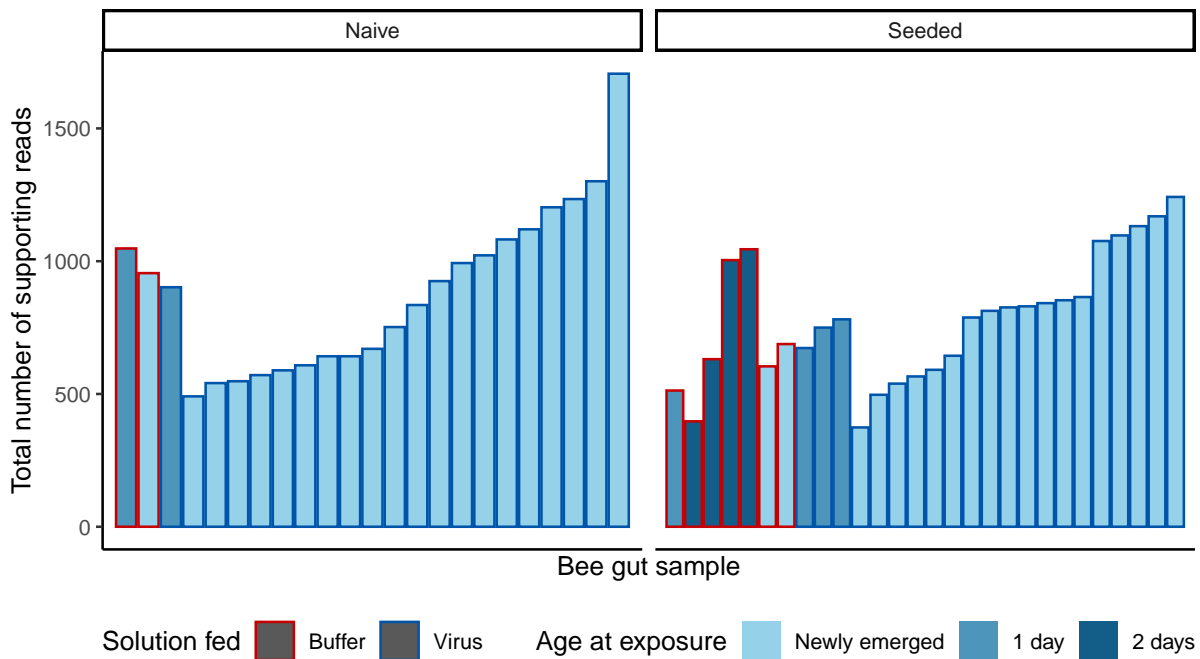 Naive
Seeded
Total number of supporting reads
1500
1000
500
0
Bee gut sample
Solution fed Buffer Virus Age at exposure Newly emerged 1 day 2 days